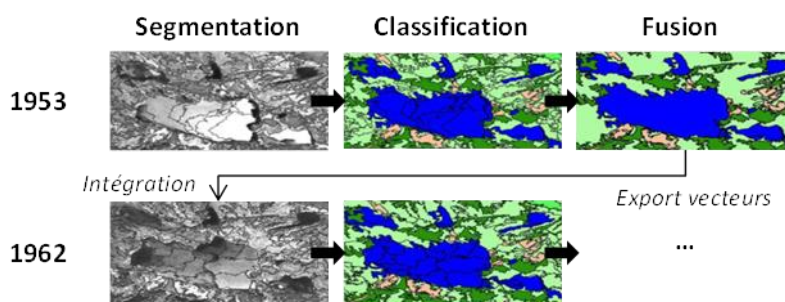 Segmentation Classification Fusion
1953
Intégration Export vecteurs
1962 ...